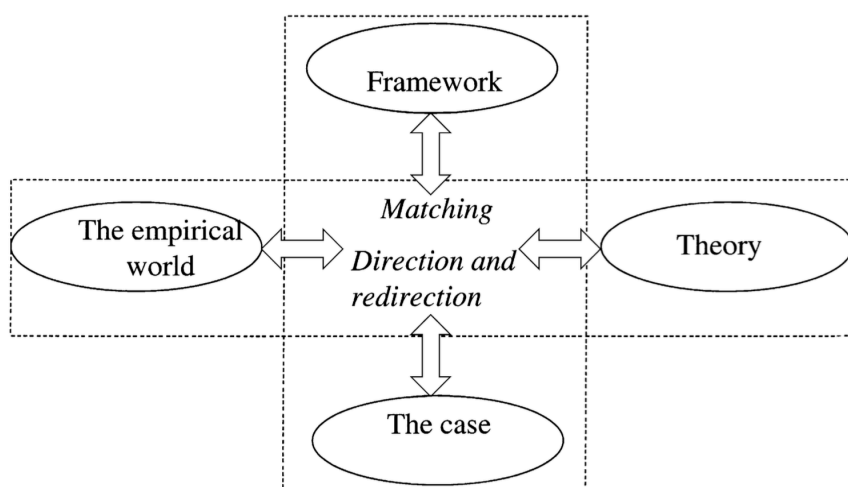 Framework
Matching
The empirical
world
Direction and
redirection
Theory
The case